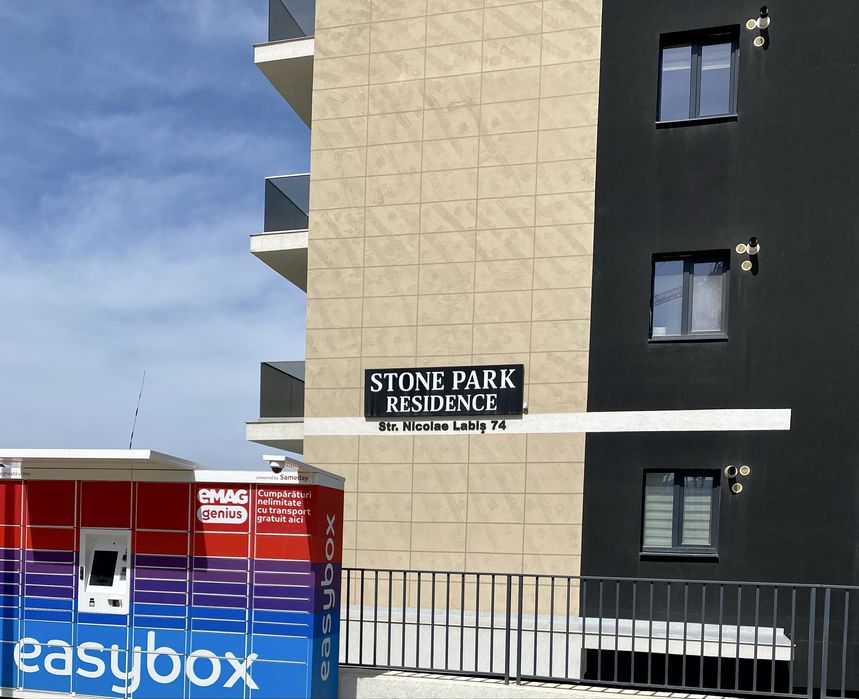 STONE PARK
RESIDENCE
Str. Nicolae Labiş 74
powered by Sameday
eMAG
genius
Cumpărături
nelimitate
cu transport
gratuit aici
easybox
easybox